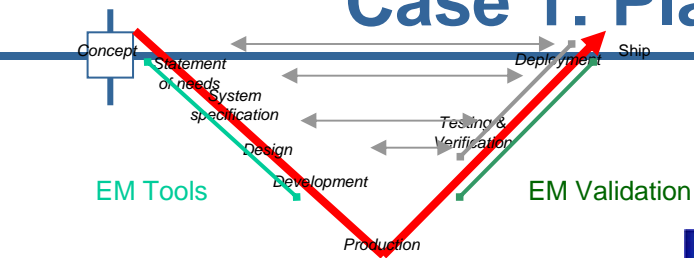 Case 1: Pla
Concept
Statement
of needs
System
specification
Design
Development
Production
Testing &
Verification
Deployment
Ship
EM Tools
EM Validation